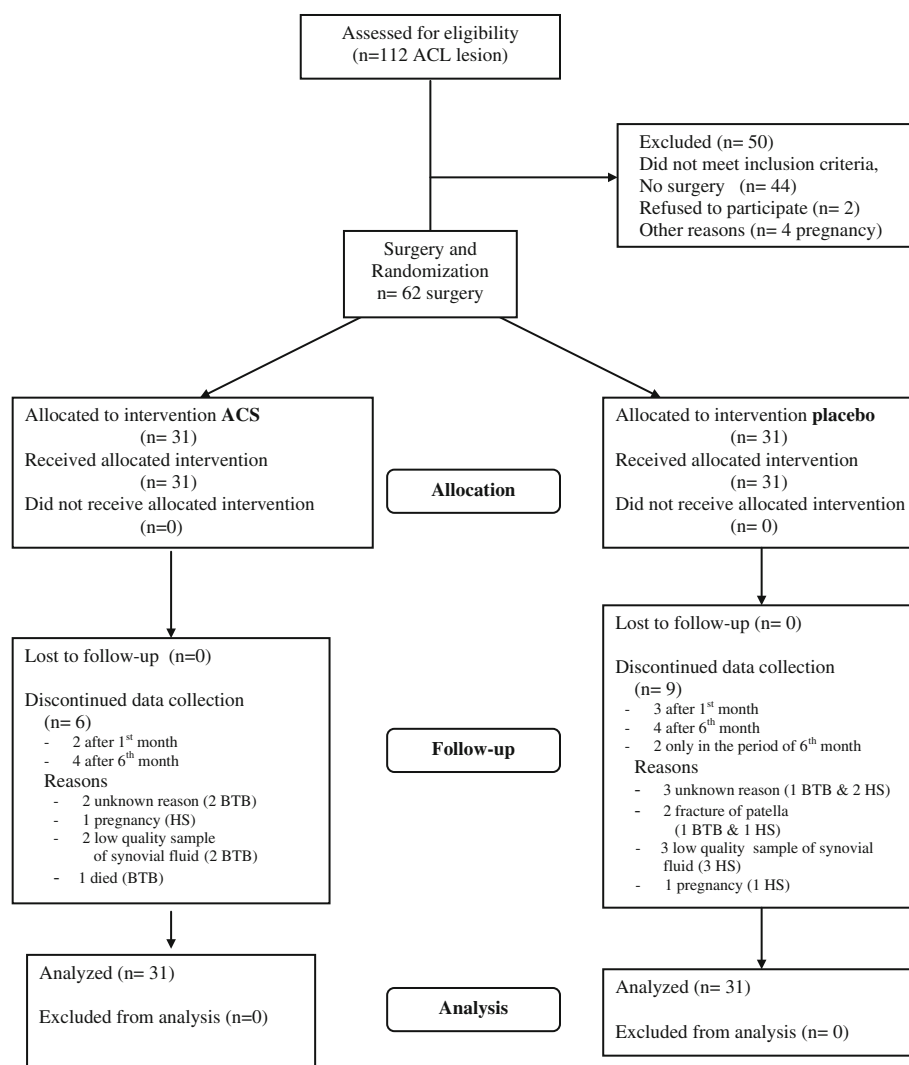 Assessed for eligibility
(n=112 ACL lesion)
Excluded (n= 50)
Did not meet inclusion criteria,
No surgery (n= 44)
Refused to participate (n= 2)
Other reasons (n= 4 pregnancy)
Surgery and
Randomization
n= 62 surgery
Allocated to intervention ACS
(n= 31)
Received allocated intervention
(n= 31)
Did not receive allocated intervention
(n=0)
Allocation
Allocated to intervention placebo
(n= 31)
Received allocated intervention
(n= 31)
Did not receive allocated intervention
(n= 0)
Lost to follow-up (n=0)
Discontinued data collection
(n= 6)
- 2 after 1st month
- 4 after 6th month
Reasons
- 2 unknown reason (2 BTB)
- 1 pregnancy (HS)
- 2 low quality sample
of synovial fluid (2 BTB)
- 1 died (BTB)
Follow-up
Lost to follow-up (n= 0)
Discontinued data collection
(n= 9)
- 3 after 1st month
- 4 after 6th month
- 2 only in the period of 6th month
Reasons
- 3 unknown reason (1 BTB & 2 HS)
- 2 fracture of patella
(1 BTB & 1 HS)
- 3 low quality sample of synovial
fluid (3 HS)
- 1 pregnancy (1 HS)
Analyzed (n= 31)
Excluded from analysis (n=0)
Analysis
Analyzed (n= 31)
Excluded from analysis (n= 0)